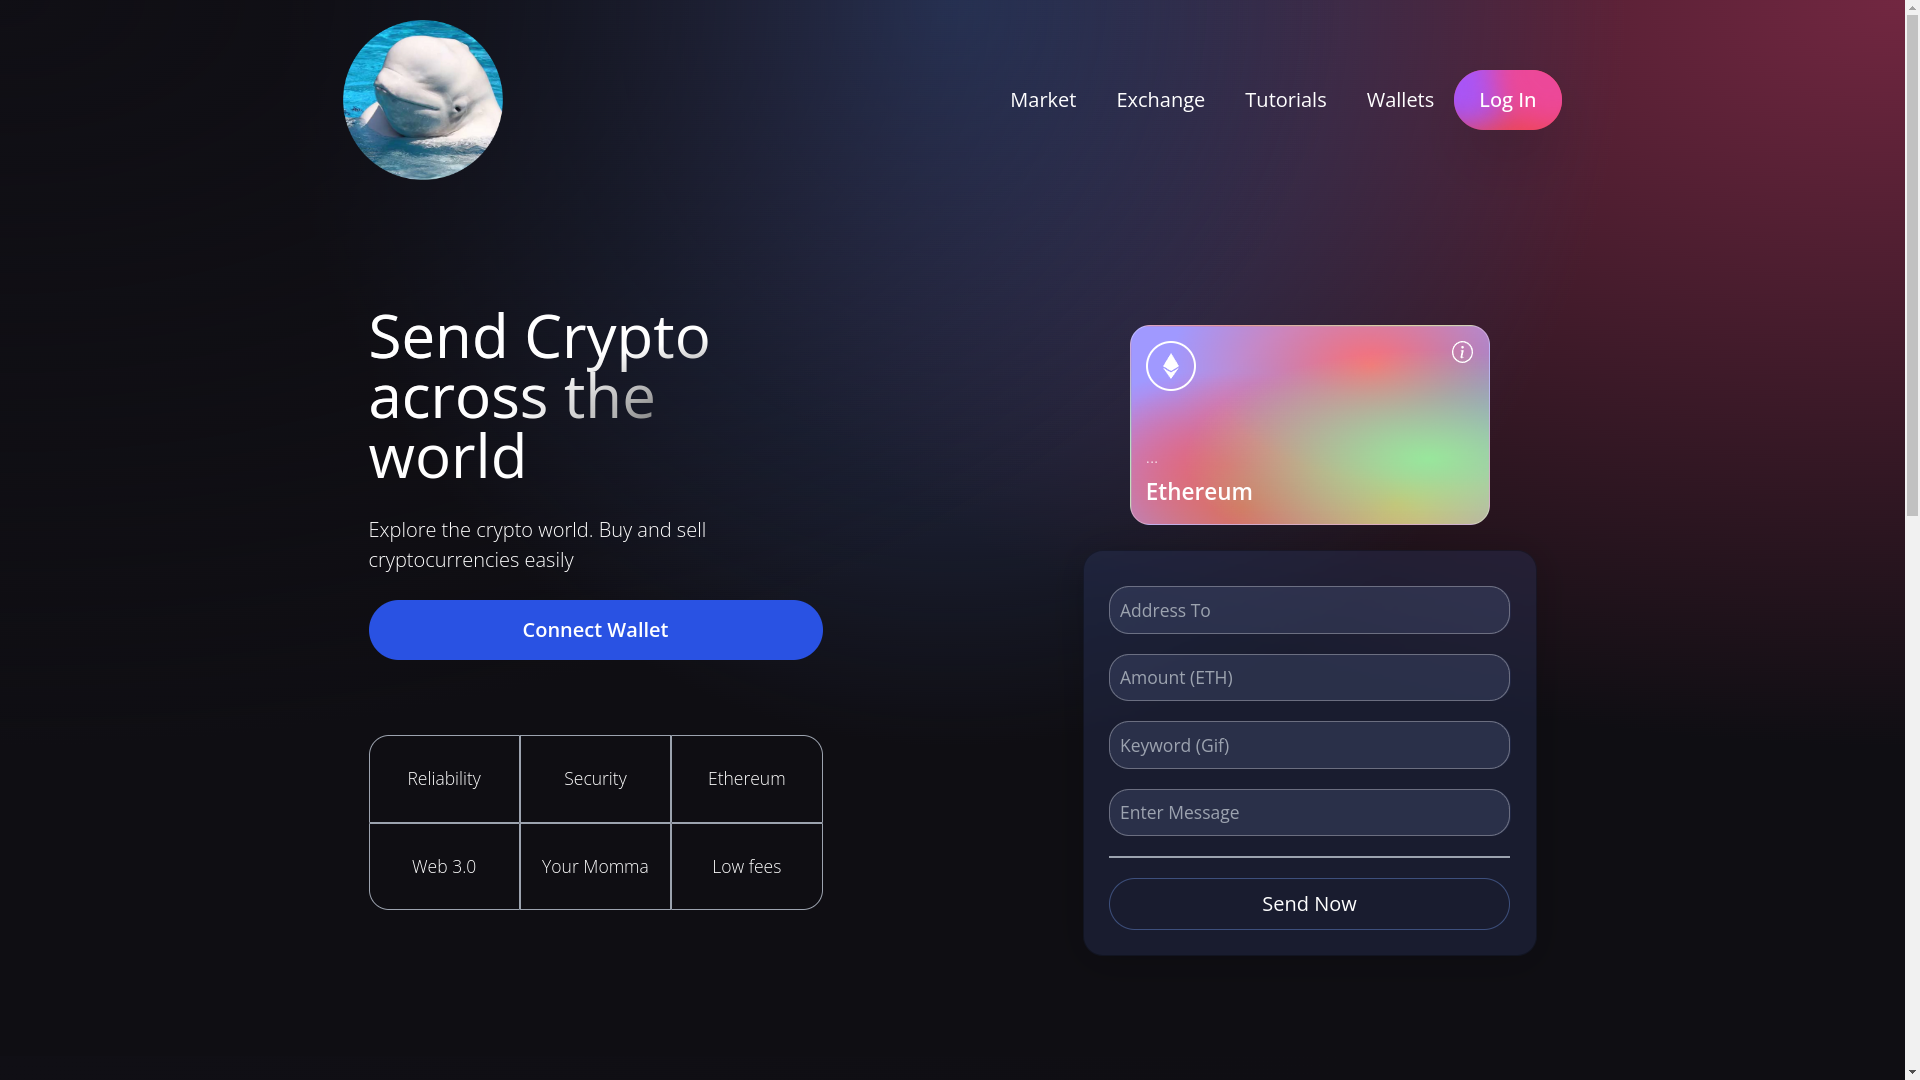 Market
Exchange
Tutorials
Wallets
Log In
Send Crypto
across the
world
Explore the crypto world. Buy and sell
cryptocurrencies easily
Connect Wallet
Reliability
Security
Ethereum
Web 3.0
Your Momma
Low fees
...
Ethereum
Address To
Amount (ETH)
Keyword (Gif)
Enter Message
Send Now